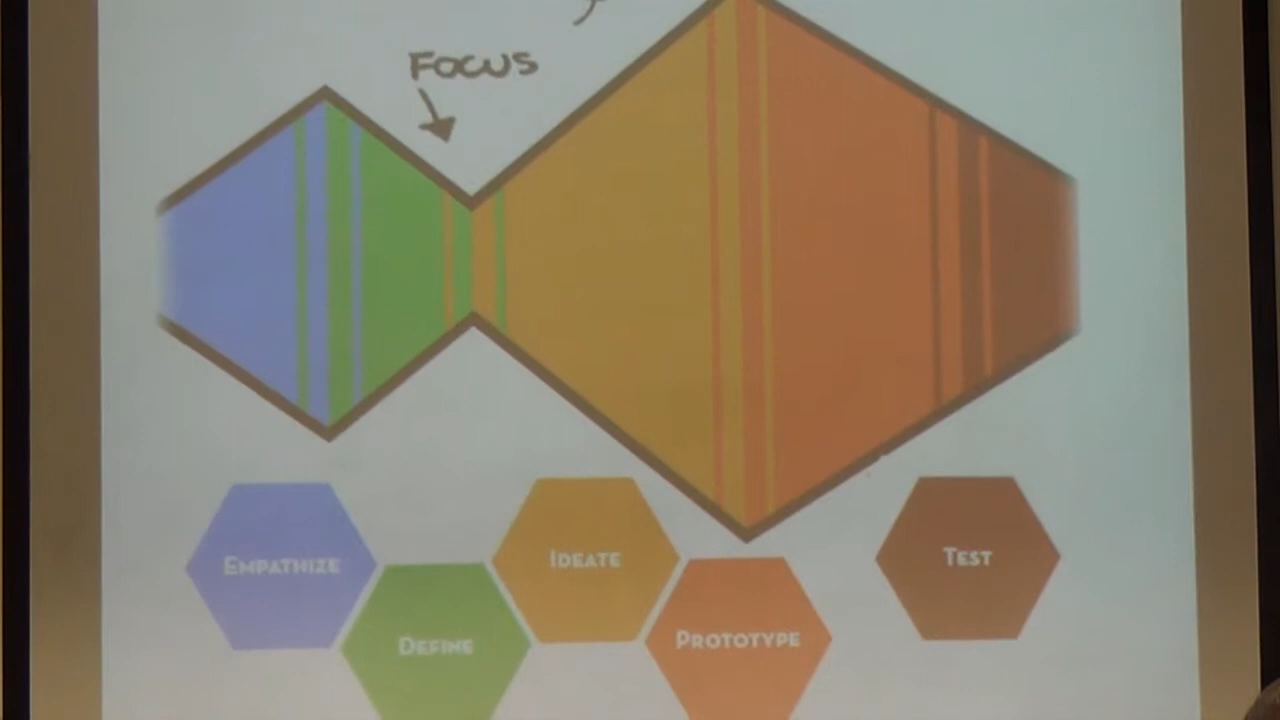 FOCUS
EMPATHIZE
IDEATE
TEST
DEFINE
PROTOTYPE